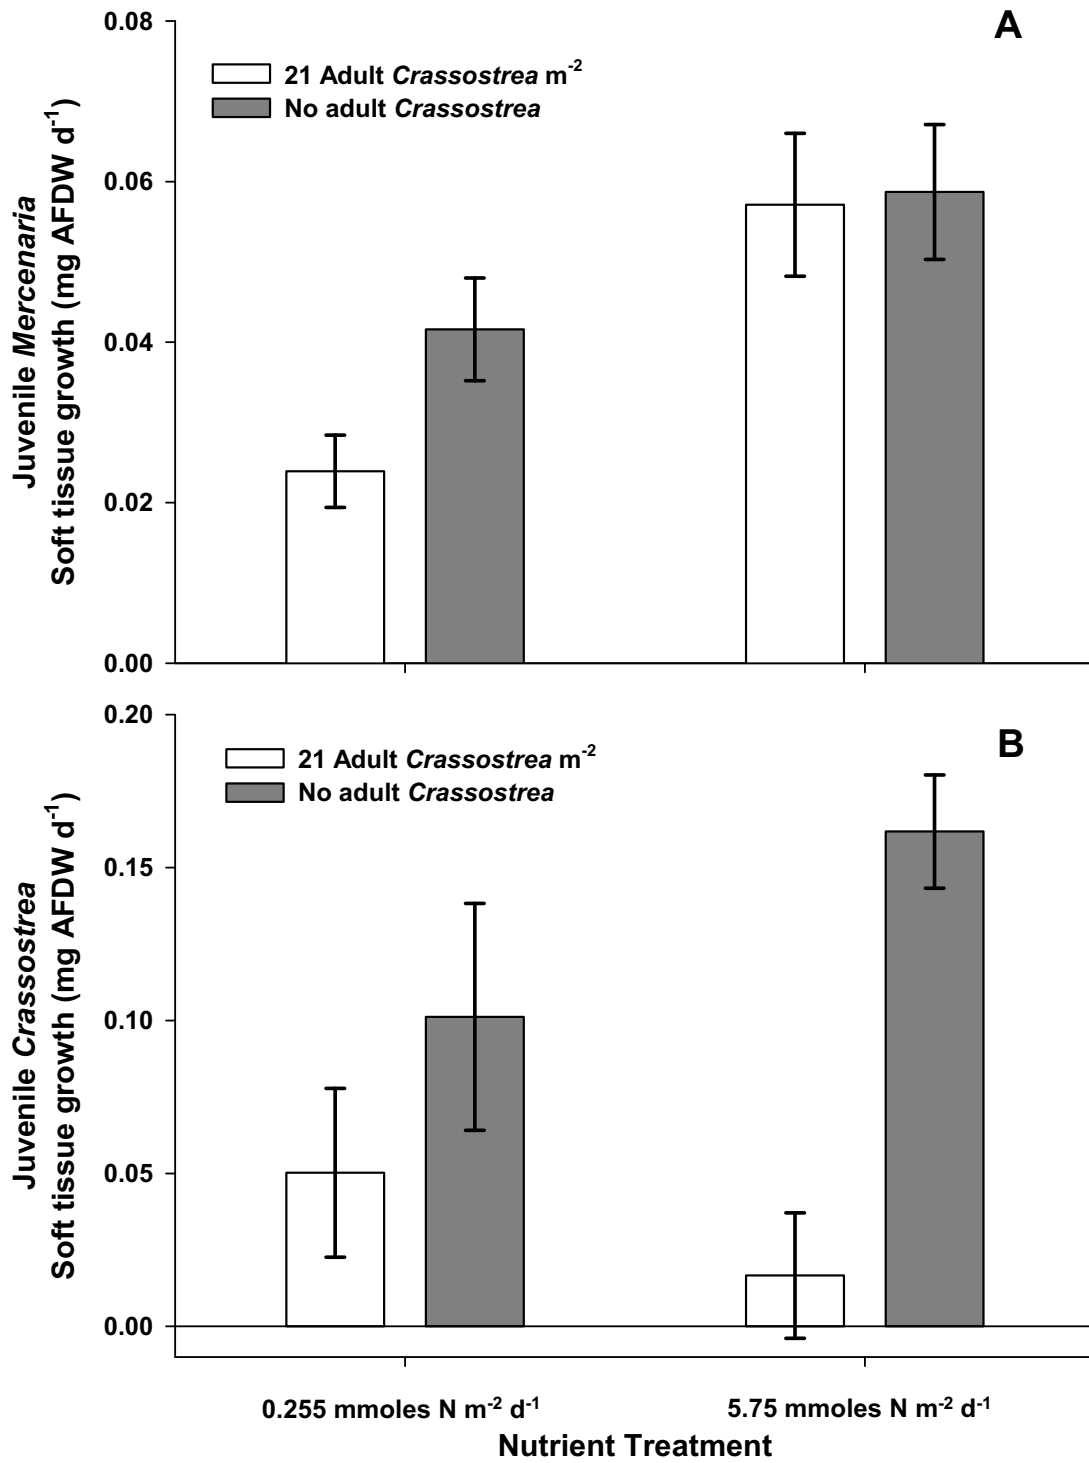 A
21 Adult Crassostrea m-2
No adult Crassostrea
Juvenile Mercenaria
Soft tissue growth (mg AFDW d-1)
0.08
0.06
0.04
0.02
0.00
B
21 Adult Crassostrea m-2
No adult Crassostrea
Juvenile Crassostrea
Soft tissue growth (mg AFDW d-1)
0.20
0.15
0.10
0.05
0.00
0.255 mmoles N m-2 d-1
5.75 mmoles N m-2 d-1
Nutrient Treatment